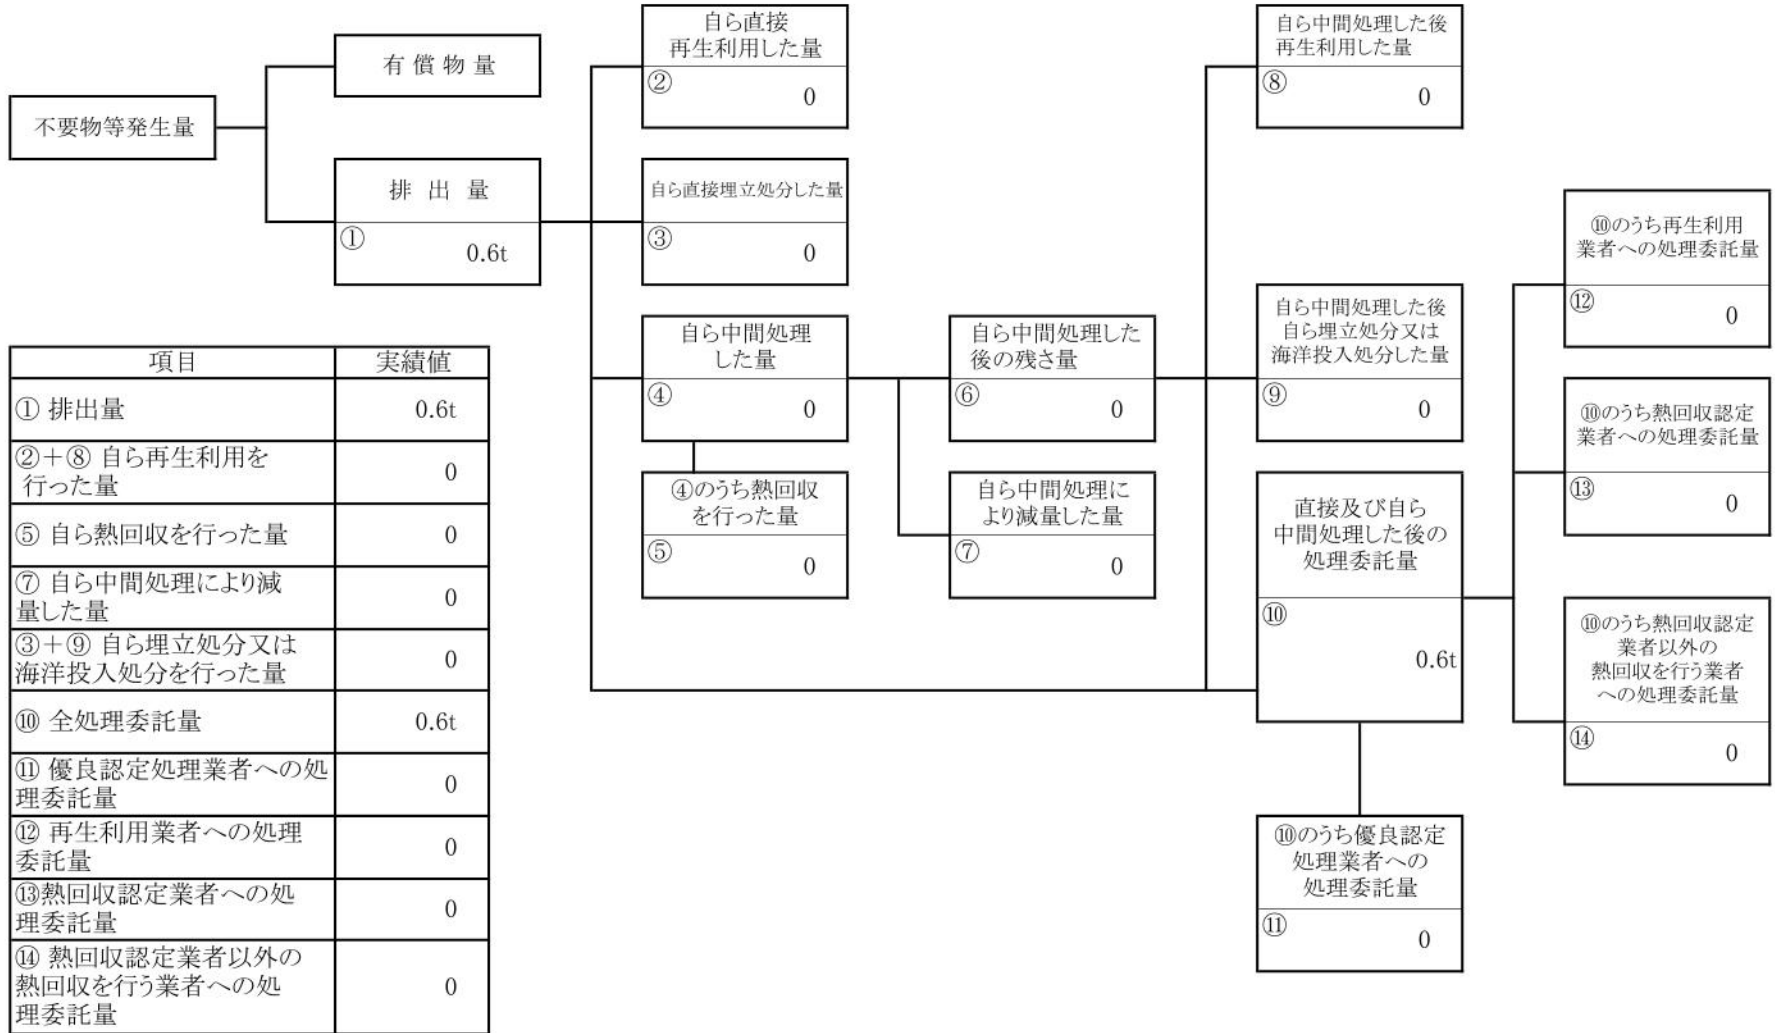 不要物等発生量
有償物量
排出量
① 0.6t
自ら直接
再生利用した量
② 0
自ら直接埋立処分した量
③ 0
自ら中間処理
した量
④ 0
④のうち熱回収
を行った量
⑤ 0
自ら中間処理した
後の残さ量
⑥ 0
自ら中間処理に
より減量した量
⑦ 0
自ら中間処理した後
再生利用した量
⑧ 0
自ら中間処理した後
自ら埋立処分又は
海洋投入処分した量
⑨ 0
直接及び自ら
中間処理した後の
処理委託量
⑩
0.6t
⑩のうち優良認定
処理業者への
処理委託量
⑪ 0
⑩のうち再生利用
業者への処理委託量
⑫ 0
⑩のうち熱回収認定
業者への処理委託量
⑬ 0
⑩のうち熱回収認定
業者以外の
熱回収を行う業者
への処理委託量
⑭ 0
項目 実績値
① 排出量 0.6t
②＋⑧ 自ら再生利用を
行った量 0
⑤ 自ら熱回収を行った量 0
⑦ 自ら中間処理により減
量した量 0
③＋⑨ 自ら埋立処分又は
海洋投入処分を行った量 0
⑩ 全処理委託量 0.6t
⑪ 優良認定処理業者への処
理委託量 0
⑫ 再生利用業者への処理
委託量 0
⑬熱回収認定業者への処
理委託量 0
⑭ 熱回収認定業者以外の
熱回収を行う業者への処
理委託量 0